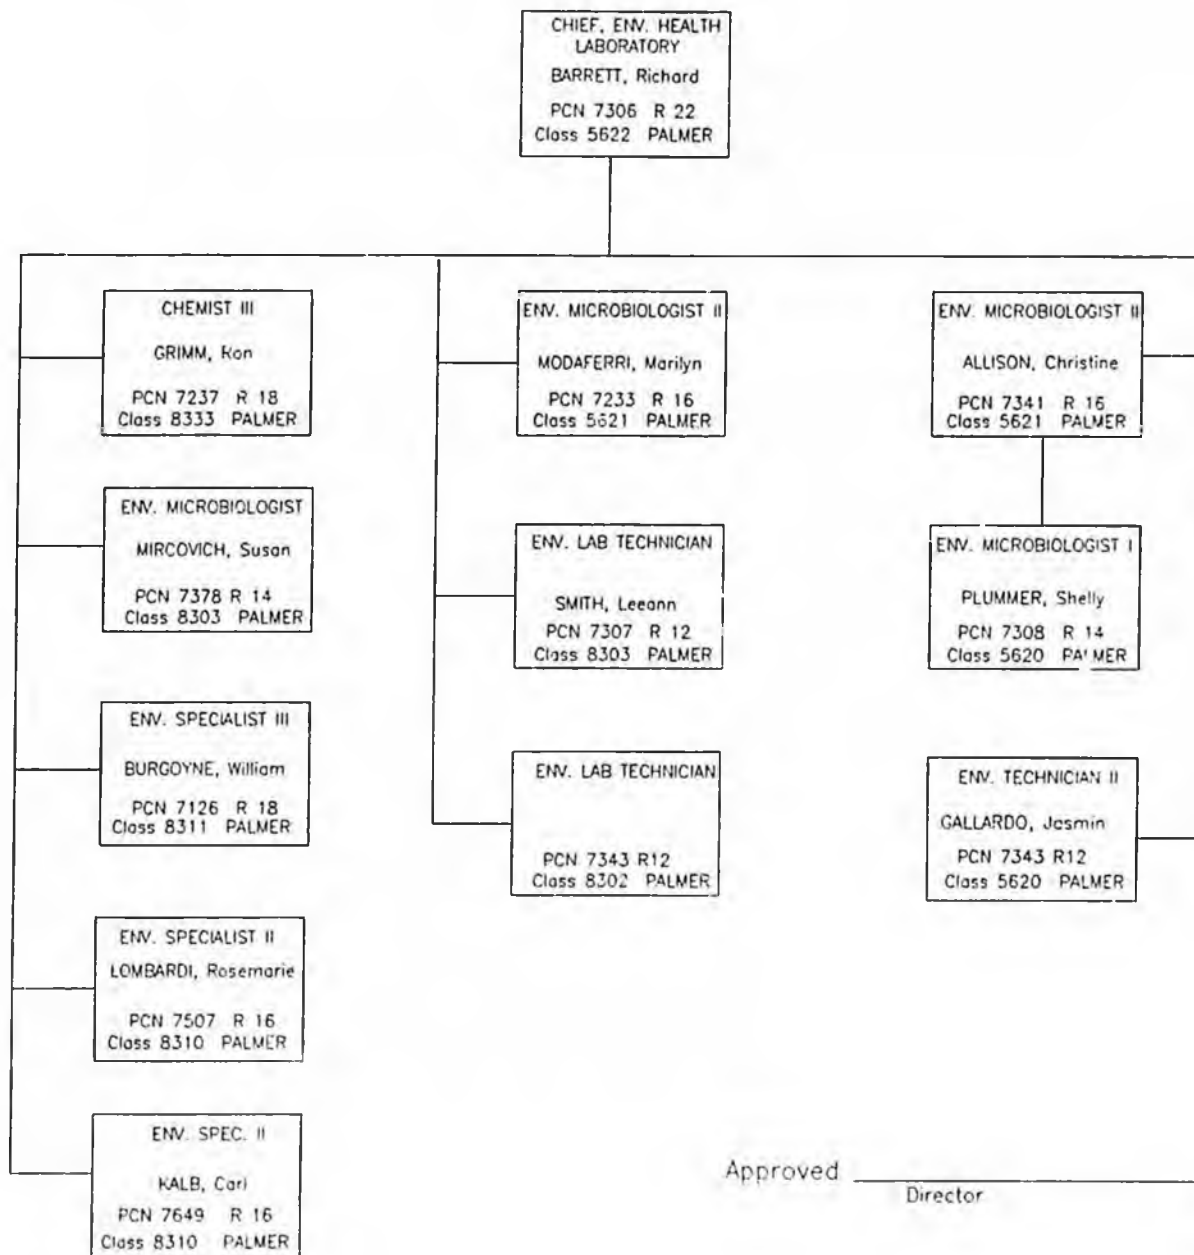 CHIEF, ENV. HEALTH
LABORATORY
BARRETT, Richard
PCN 7306 R 22
Class 5622 PALMER
CHEMIST III
GRIMM, Ron
PCN 7237 R 18
Class 8333 PALMER
ENV. MICROBIOLOGIST
MIRCOVICH, Susan
PCN 7378 R 14
Class 8303 PALMER
ENV. SPECIALIST III
BURGOYNE, William
PCN 7126 R 18
Class 8311 PALMER
ENV. SPECIALIST II
LOMBARDI, Rosemarie
PCN 7507 R 16
Class 8310 PALMER
ENV. SPEC. II
KALB, Carl
PCN 7649 R 16
Class 8310 PALMER
ENV. MICROBIOLOGIST II
MODAFERRI, Marilyn
PCN 7233 R 16
Class 5621 PALMER
ENV. LAB TECHNICIAN
SMITH, Leeann
PCN 7307 R 12
Class 8303 PALMER
ENV. LAB TECHNICIAN
PCN 7343 R12
Class 8302 PALMER
ENV. MICROBIOLOGIST II
ALLISON, Christine
PCN 7341 R 16
Class 5621 PALMER
ENV. MICROBIOLOGIST I
PLUMMER, Shelly
PCN 7308 R 14
Class 5620 PALMER
ENV. TECHNICIAN II
GALLARDO, Jasmin
PCN 7343 R12
Class 5620 PALMER
Approved
Director